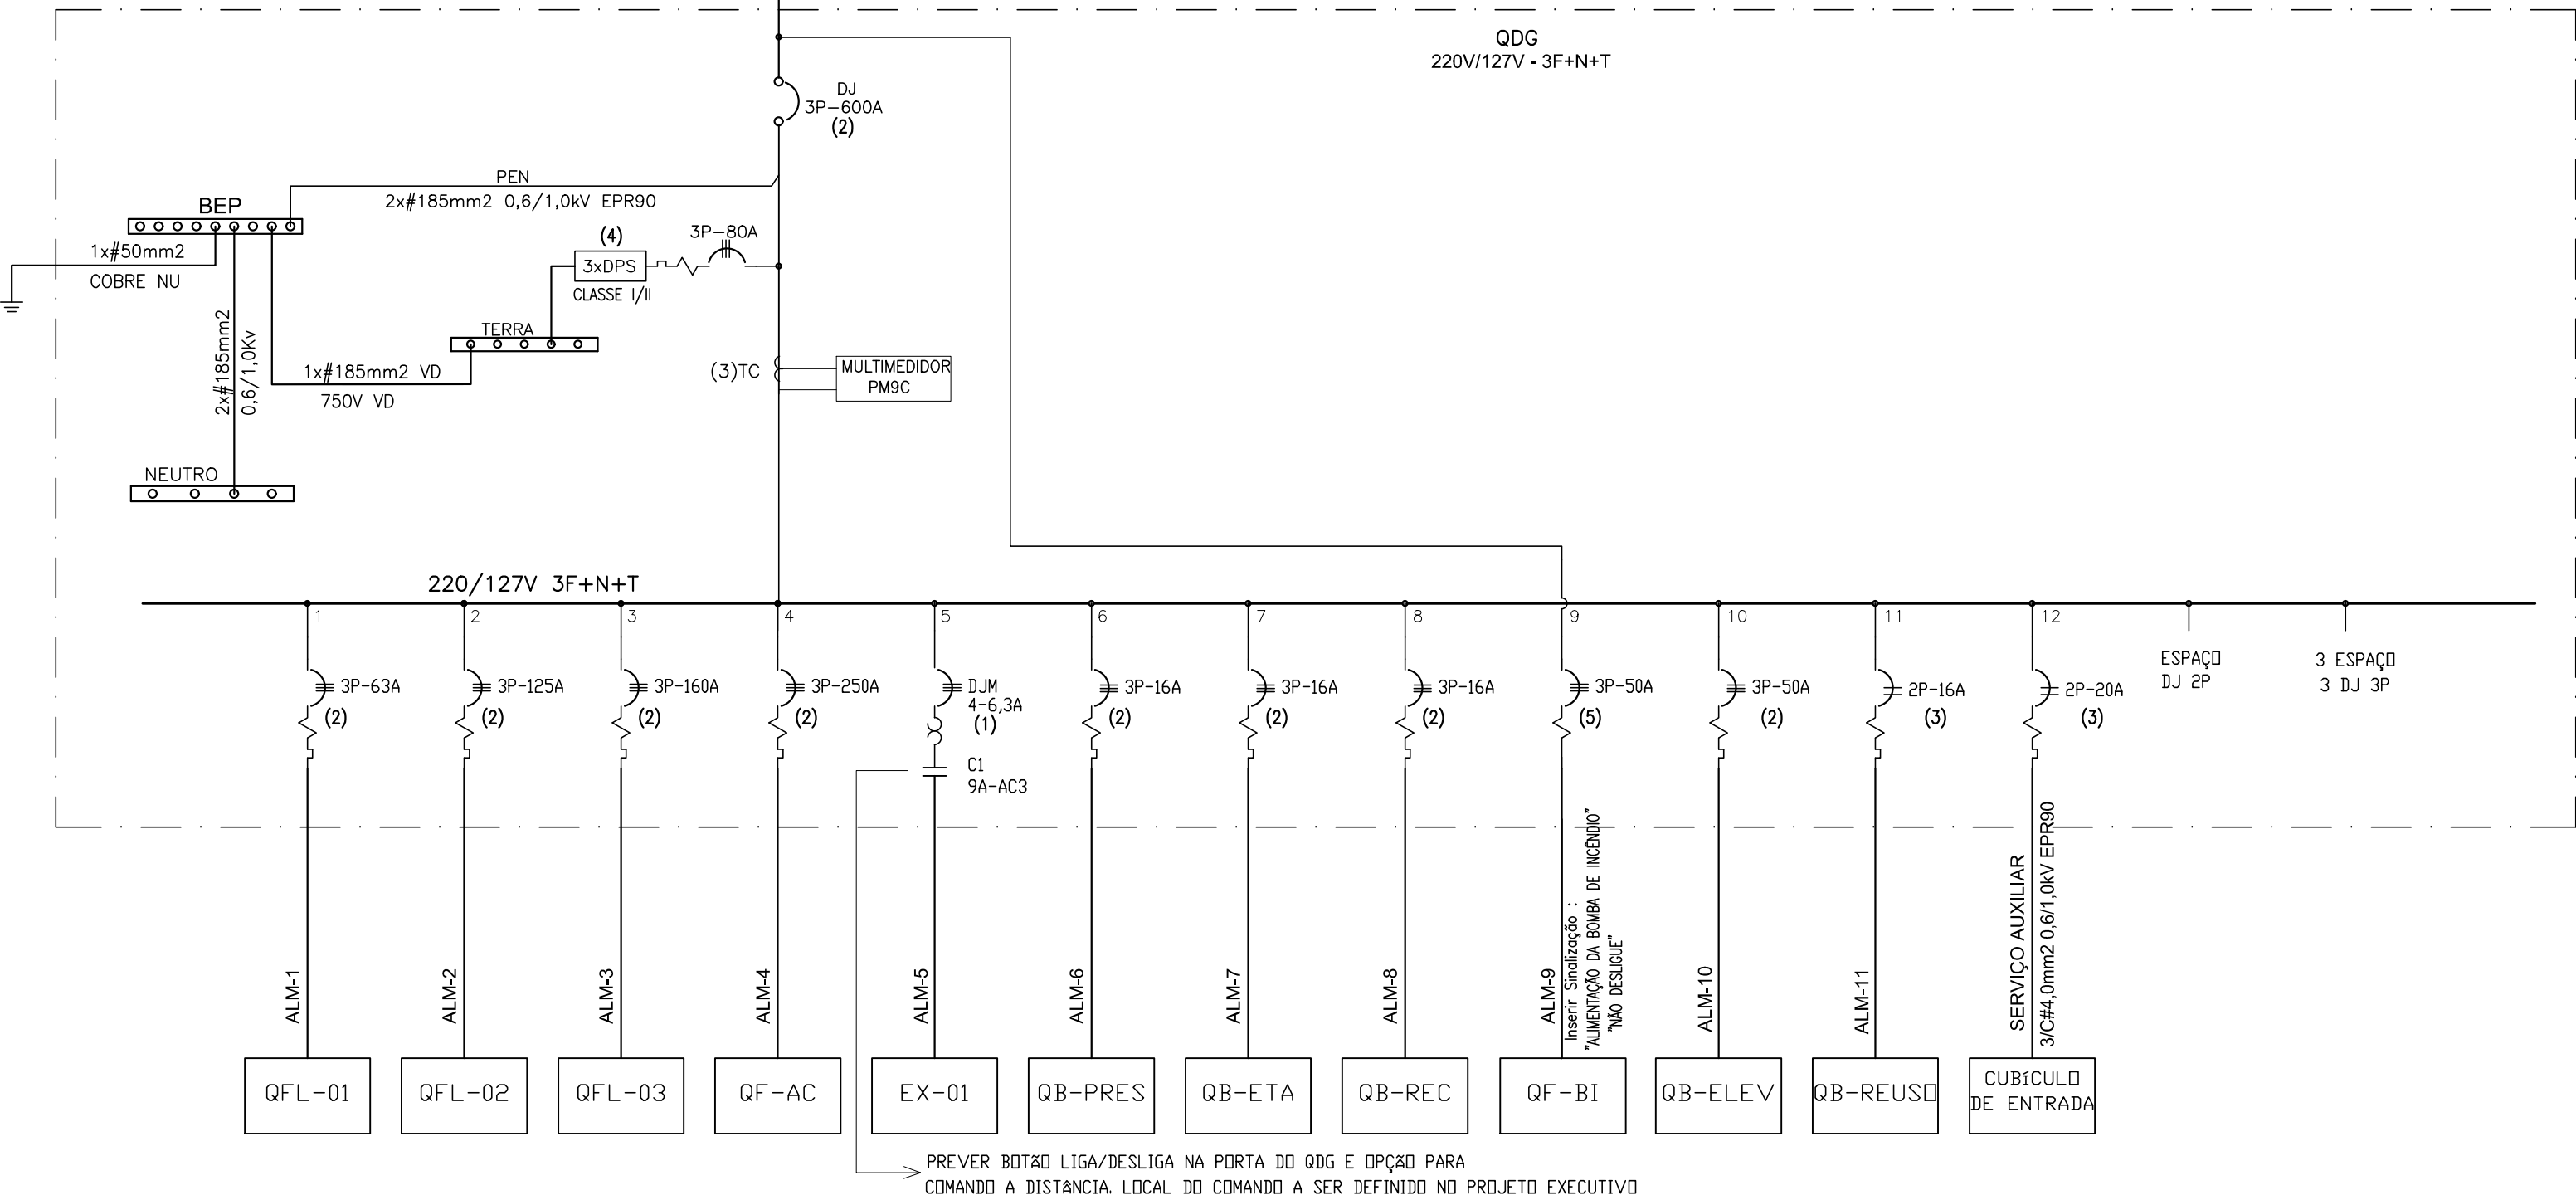 QDG
220V/127V - 3F+N+T
DJ
3P-600A
(2)
PEN
2x#185mm2 0,6/1,0kV EPR90
BEP
1x#50mm2
COBRE NU
(4)
3P-80A
3xDPS
CLASSE I/II
TERRA
2x#185mm2
0,6/1,0Kv
1x#185mm2 VD
750V VD
(3)TC
MULTIMEDIDOR
PM9C
NEUTRO
220/127V 3F+N+T
1
2
3
4
5
6
7
8
9
10
11
12
3P-63A
(2)
3P-125A
(2)
3P-160A
(2)
3P-250A
(2)
DJM
4-6,3A
(1)
C1
9A-AC3
3P-16A
(2)
3P-16A
(2)
3P-16A
(2)
3P-50A
(5)
3P-50A
(2)
2P-16A
(3)
2P-20A
(3)
ESPAÇO
DJ 2P
3 ESPAÇO
3 DJ 3P
ALM-1
ALM-2
ALM-3
ALM-4
ALM-5
ALM-6
ALM-7
ALM-8
ALM-9
Inserir Sinalização :
"ALIMENTAÇÃO DA BOMBA DE INCÊNDIO"
"NÃO DESLIGUE"
ALM-10
ALM-11
SERVIÇO AUXILIAR
3/C#4,0mm2 0,6/1,0kV EPR90
QFL-01
QFL-02
QFL-03
QF-AC
EX-01
QB-PRES
QB-ETA
QB-REC
QF-BI
QB-ELEV
QB-REUSO
CUBÍCULO
DE ENTRADA
PREVER BOTÃO LIGA/DESLIGA NA PORTA DO QDG E OPÇÃO PARA
COMANDO A DISTÂNCIA. LOCAL DO COMANDO A SER DEFINIDO NO PROJETO EXECUTIVO